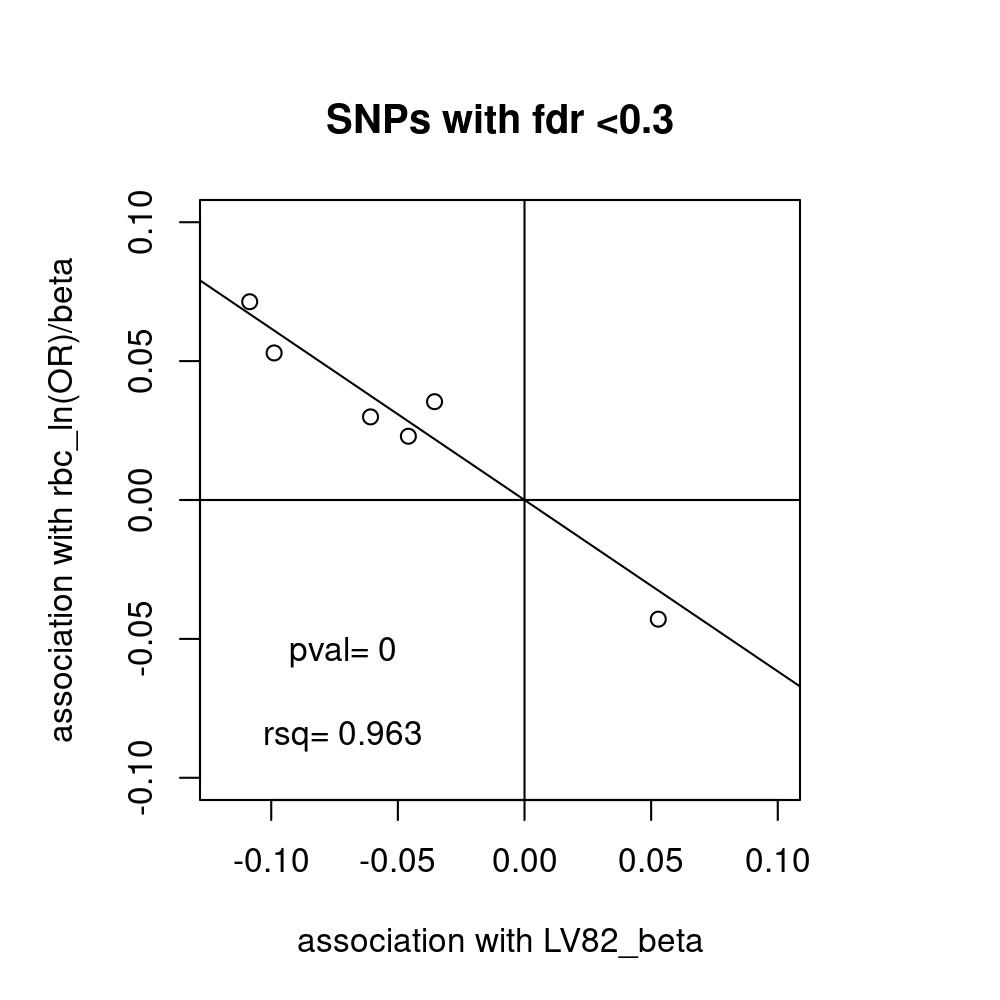 SNPs with fdr <0.3
association with rbc_ln(OR)/beta
0.10
0.05
0.00
-0.05
-0.10
pval= 0
rsq= 0.963
-0.10 -0.05 0.00 0.05 0.10
association with LV82_beta